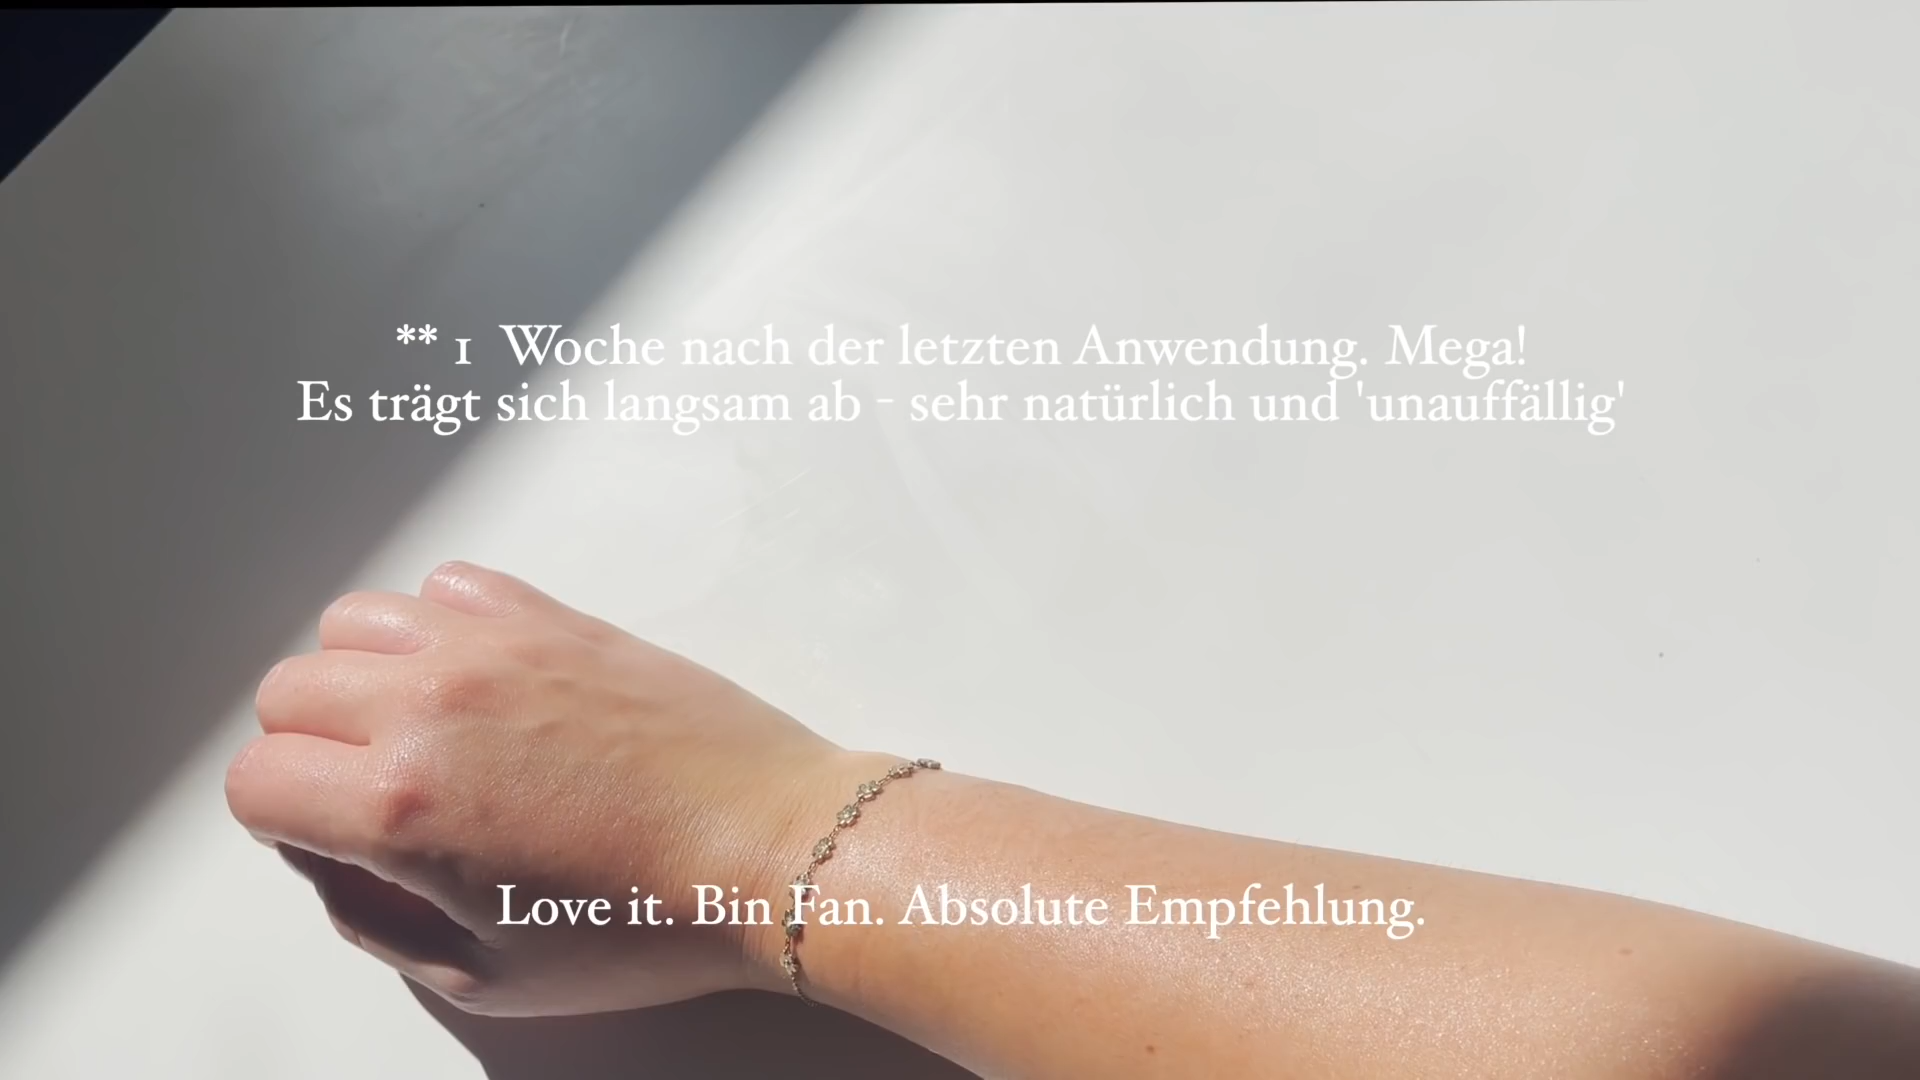 ** 1 Woche nach der letzten Anwendung. Mega!
Es trägt sich langsam ab - sehr natürlich und 'unauffällig'
Love it. Bin Fan. Absolute Empfehlung.